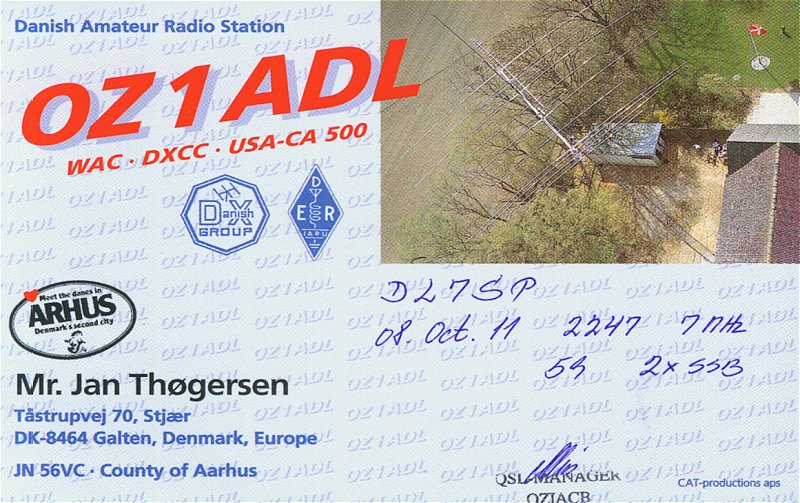 Danish Amateur Radio Station
OZ1ADL
WAC · DXCC · USA-CA 500
Danish
DX
GROUP
D
E R
IARU
Meet the danes in
ARHUS
Denmark's second city
Mr. Jan Thøgersen
Tåstrupvej 70, Stjær
DK-8464 Galten, Denmark, Europe
JN 56VC · County of Aarhus
DL7SP
08. Oct. 11 2247 7 MHz
59 2x SSB
QSL MANAGER
OZ1ACB
CAT-productions aps